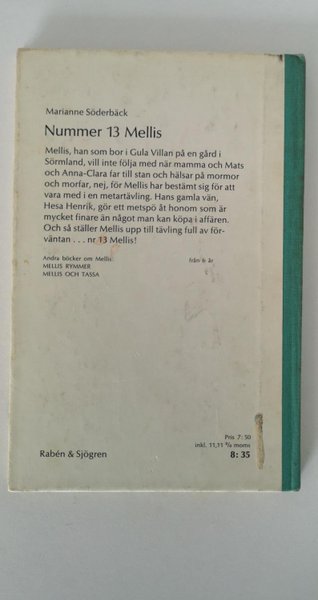 Marianne Söderbäck
Nummer 13 Mellis
Mellis, han som bor i Gula Villan på en gård i
Sörmland, vill inte följa med när mamma och Mats
och Anna-Clara far till stan och hälsar på mormor
och morfar, nej, för Mellis har bestämt sig för att
vara med i en metartävling. Hans gamla vän,
Hesa Henrik, gör ett metspö åt honom som är
mycket finare än något man kan köpa i affären.
Och så ställer Mellis upp till tävling full av för-
väntan . . . nr 13 Mellis!
Andra böcker om Mellis: från 6 år
MELLIS RYMMER
MELLIS OCH TASSA
Pris 7: 50
inkl. 11,11 % moms
Rabén & Sjögren 8: 35